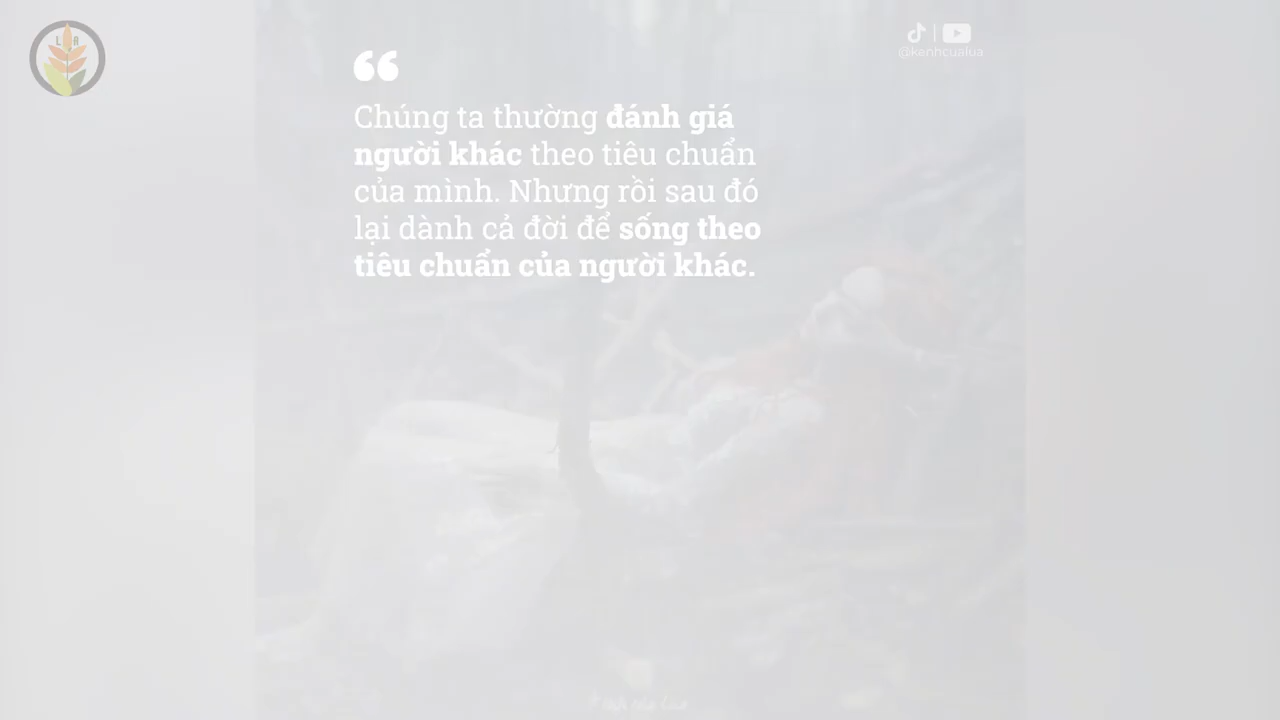 L A
@kenhcualua
“
Chúng ta thường đánh giá
người khác theo tiêu chuẩn
của mình. Nhưng rồi sau đó
lại dành cả đời để sống theo
tiêu chuẩn của người khác.